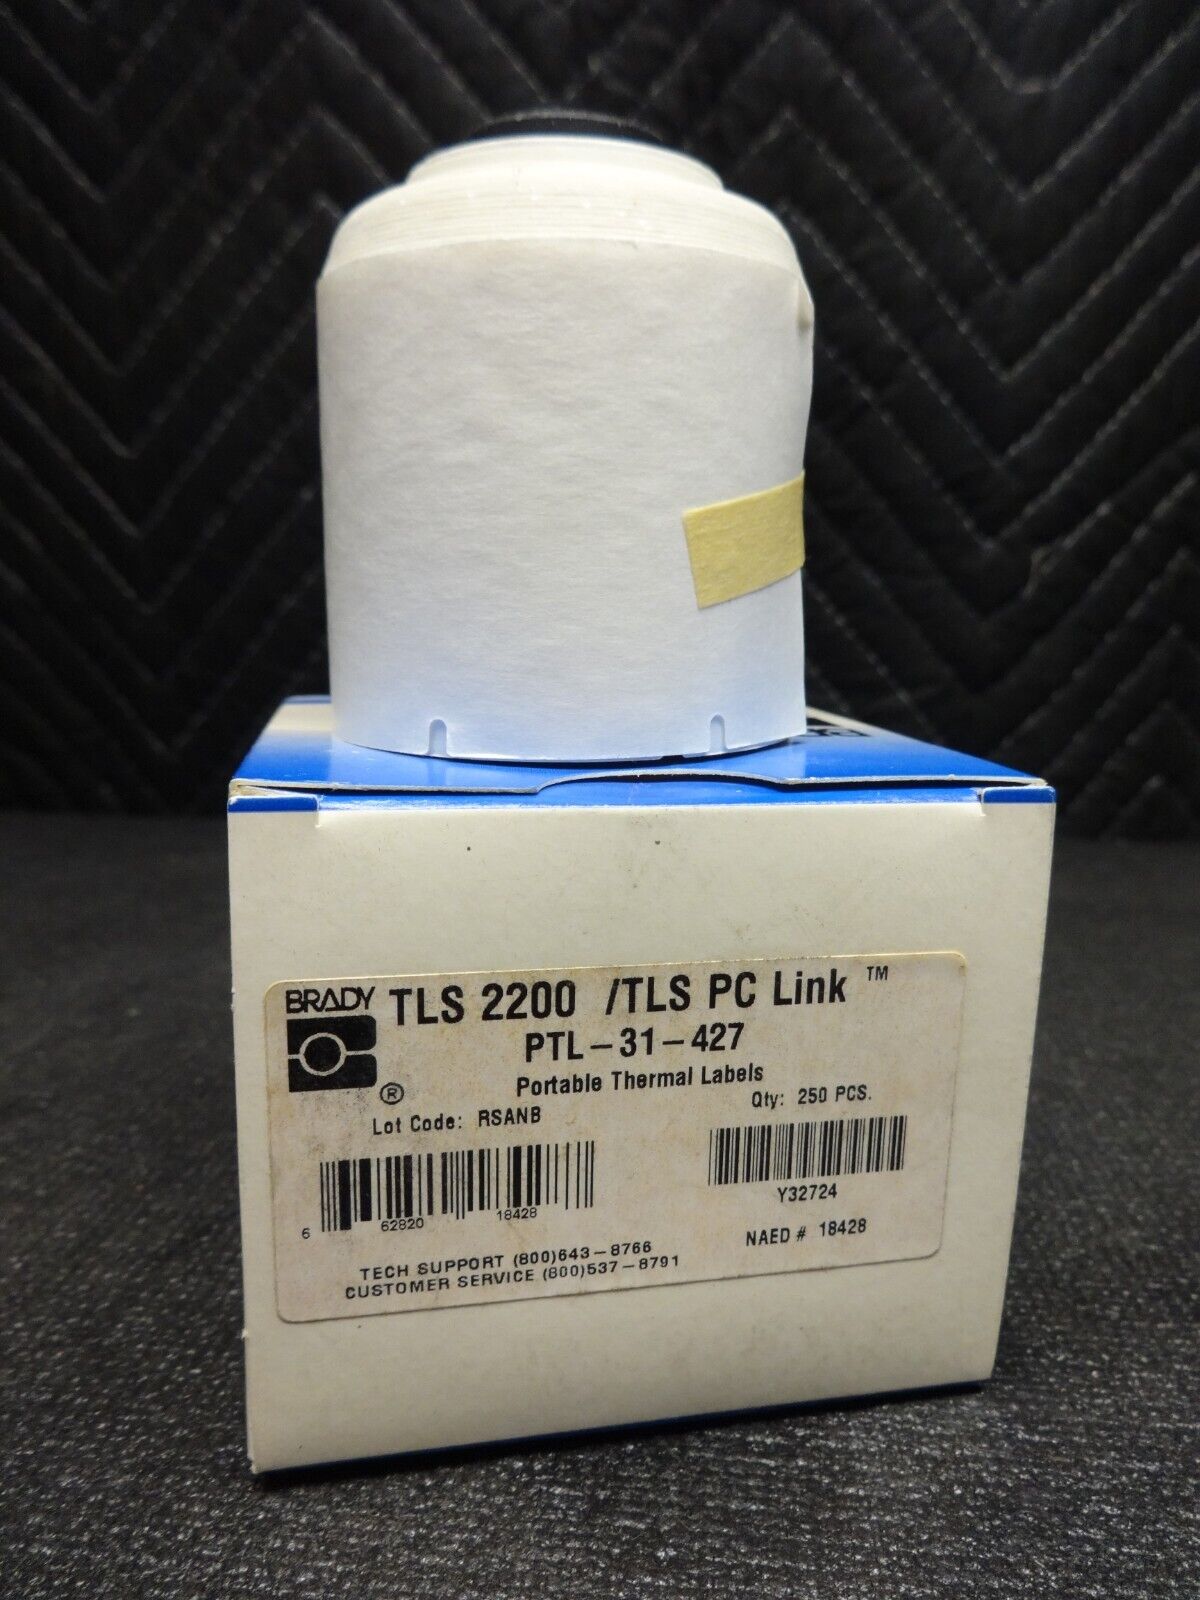 BRADY TLS 2200 /TLS PC Link ™
PTL-31-427
Portable Thermal Labels
Lot Code: RSANB Qty: 250 PCS.
6 62820 18428
Y32724
NAED # 18428
TECH SUPPORT (800)643-8766
CUSTOMER SERVICE (800)537-8791
®